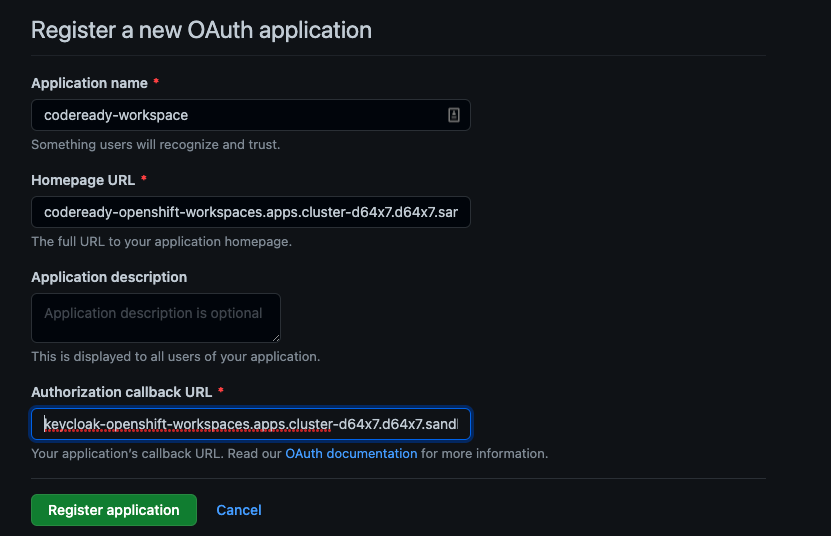 Register a new OAuth application
Application name *
codeready-workspace
Something users will recognize and trust.
Homepage URL *
codeready-openshift-workspaces.apps.cluster-d64x7.d64x7.san
The full URL to your application homepage.
Application description
Application description is optional
This is displayed to all users of your application.
Authorization callback URL *
keycloak-openshift-workspaces.apps.cluster-d64x7.d64x7.sand
Your application's callback URL. Read our OAuth documentation for more information.
Register application Cancel